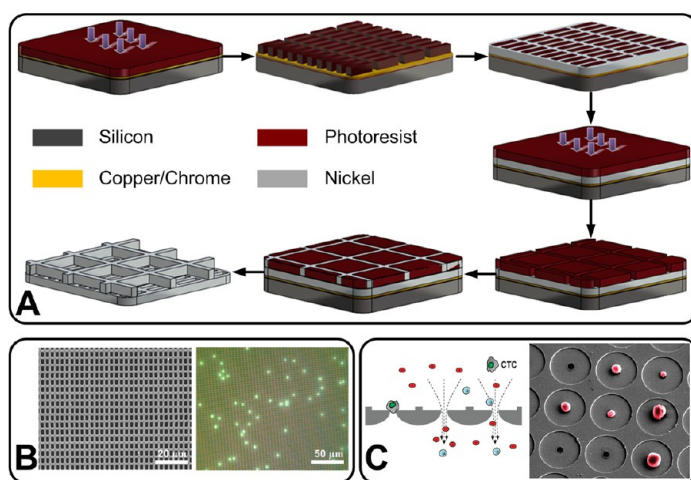 Silicon
Photoresist
Copper/Chrome
Nickel
A
B
20 µm
50 µm
C
CTC